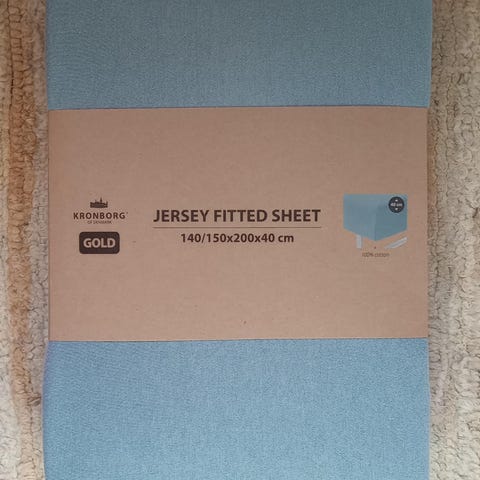 KRONBORG
OF DENMARK
GOLD
JERSEY FITTED SHEET
140/150x200x40 cm
40 cm
100% cotton